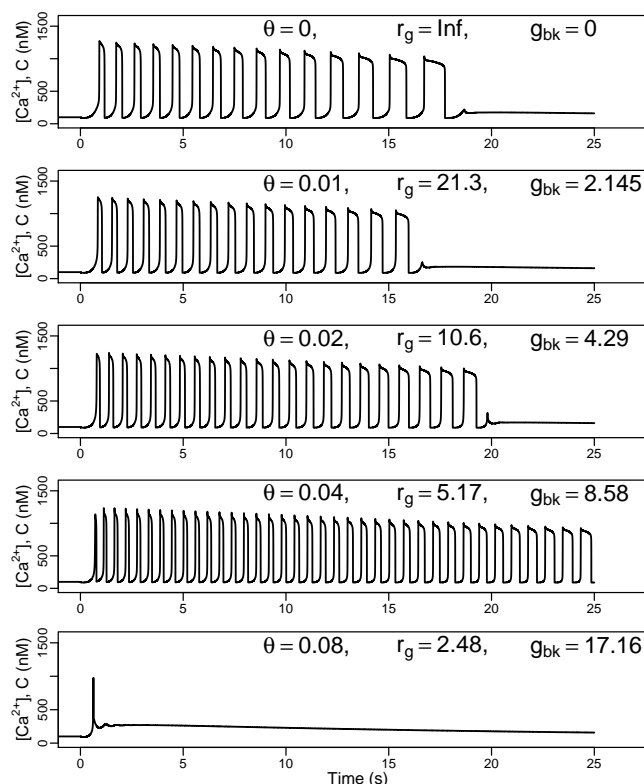 θ = 0, r_g = Inf, g_bk = 0
[Ca²⁺], C (nM)
0 500 1500
0 5 10 15 20 25
θ = 0.01, r_g = 21.3, g_bk = 2.145
[Ca²⁺], C (nM)
0 500 1500
0 5 10 15 20 25
θ = 0.02, r_g = 10.6, g_bk = 4.29
[Ca²⁺], C (nM)
0 500 1500
0 5 10 15 20 25
θ = 0.04, r_g = 5.17, g_bk = 8.58
[Ca²⁺], C (nM)
0 500 1500
0 5 10 15 20 25
θ = 0.08, r_g = 2.48, g_bk = 17.16
[Ca²⁺], C (nM)
0 500 1500
0 5 10 15 20 25
Time (s)